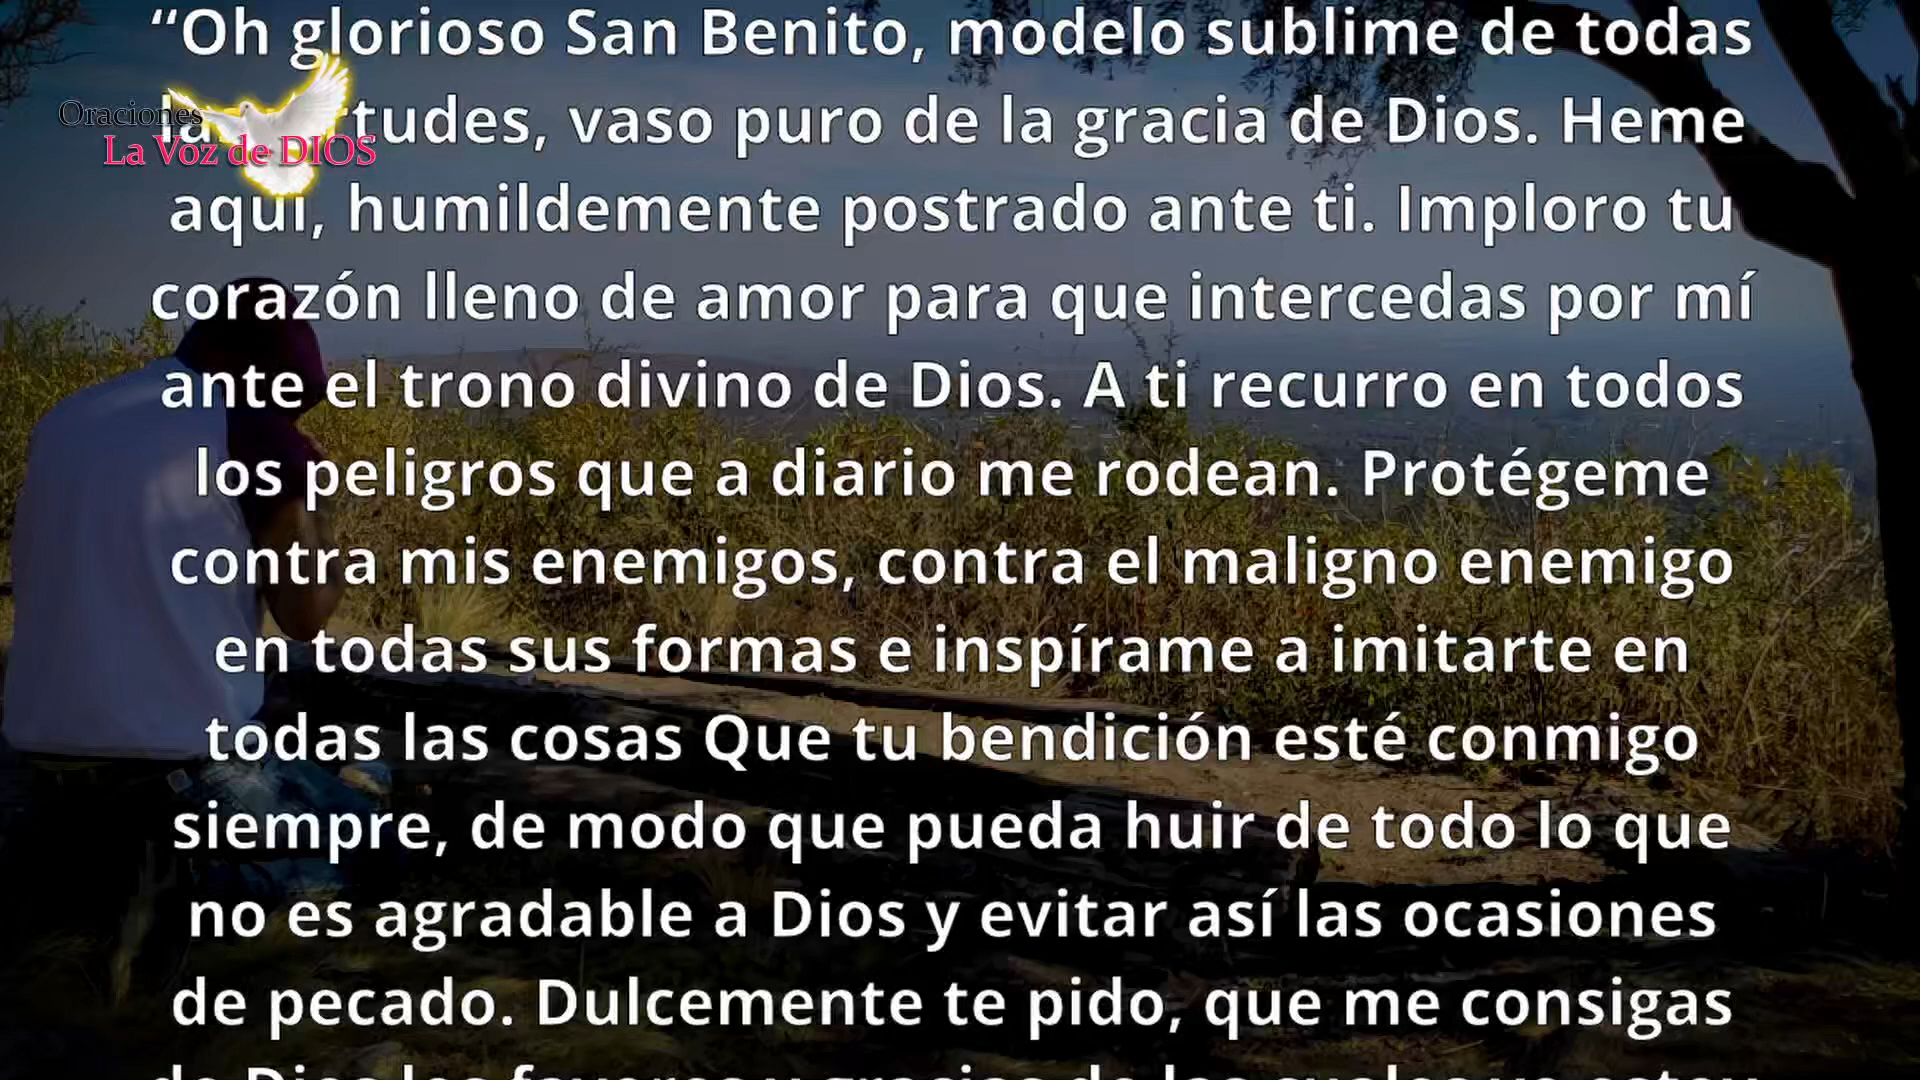 “Oh glorioso San Benito, modelo sublime de todas
Oraciones
tudes, vaso puro de la gracia de Dios. Heme
La Voz de DIOS
aquí, humildemente postrado ante ti. Imploro tu
corazón lleno de amor para que intercedas por mí
ante el trono divino de Dios. A ti recurro en todos
los peligros que a diario me rodean. Protégeme
contra mis enemigos, contra el maligno enemigo
en todas sus formas e inspírame a imitarte en
todas las cosas Que tu bendición esté conmigo
siempre, de modo que pueda huir de todo lo que
no es agradable a Dios y evitar así las ocasiones
de pecado. Dulcemente te pido, que me consigas